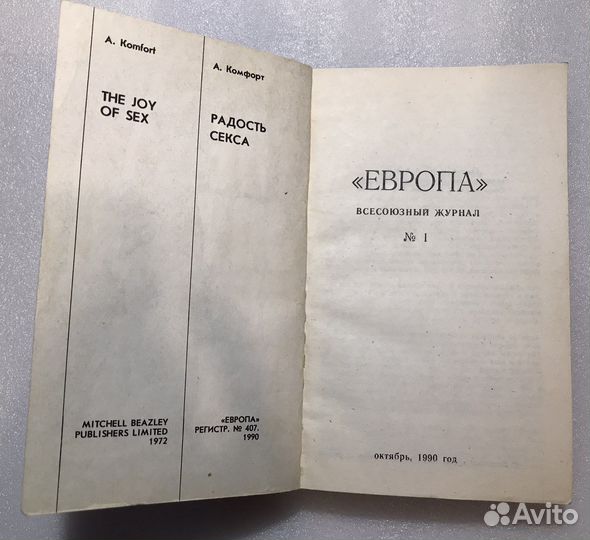 A. Komfort
THE JOY
OF SEX
MITCHELL BEAZLEY
PUBLISHERS LIMITED
1972
А. Комфорт
РАДОСТЬ
СЕКСА
«ЕВРОПА»
РЕГИСТР. № 407.
1990
«ЕВРОПА»
ВСЕСОЮЗНЫЙ ЖУРНАЛ
№ 1
октябрь, 1990 год
Avito